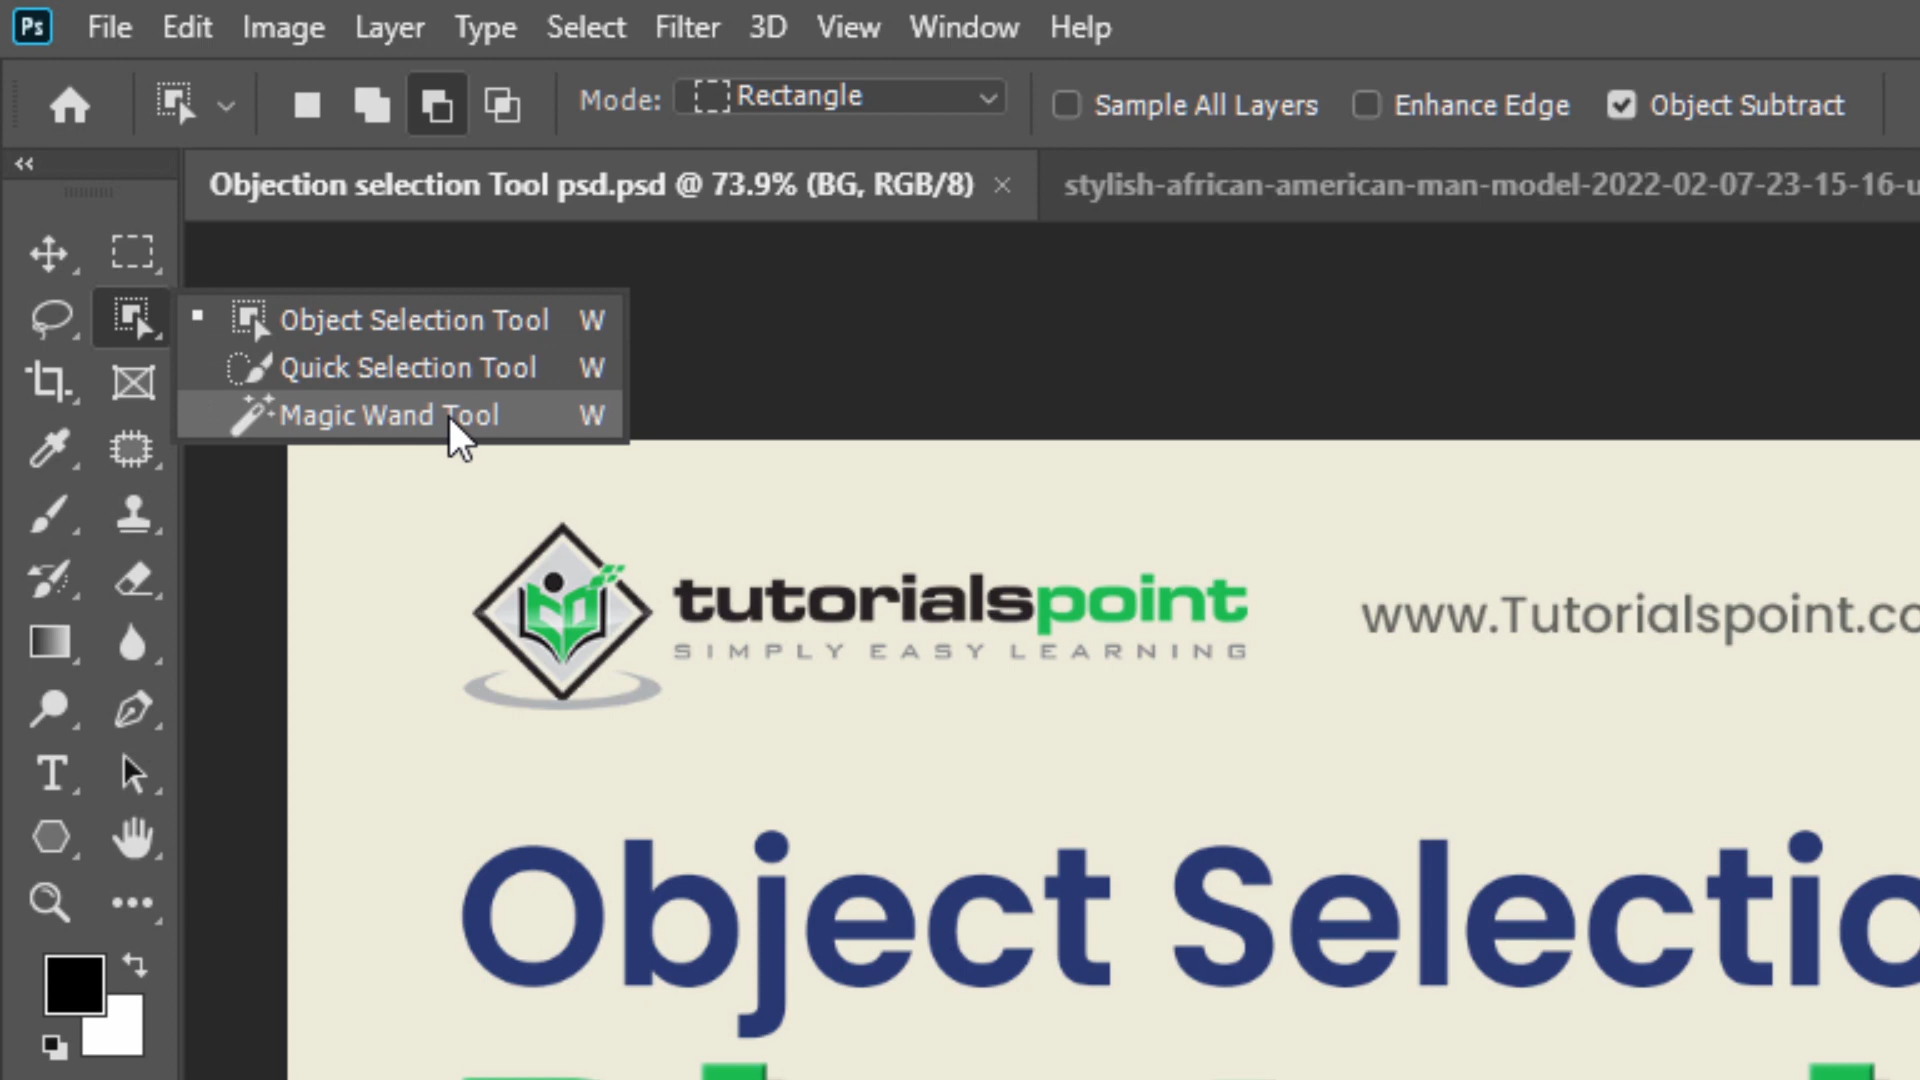 Ps File Edit Image Layer Type Select Filter 3D View Window Help
Mode: Rectangle Sample All Layers Enhance Edge Object Subtract
Objection selection Tool psd.psd @ 73.9% (BG, RGB/8) × stylish-african-american-man-model-2022-02-07-23-15-16-u
Object Selection Tool W
Quick Selection Tool W
Magic Wand Tool W
tutorialspoint
SIMPLY EASY LEARNING
www.Tutorialspoint.co
Object Selectio